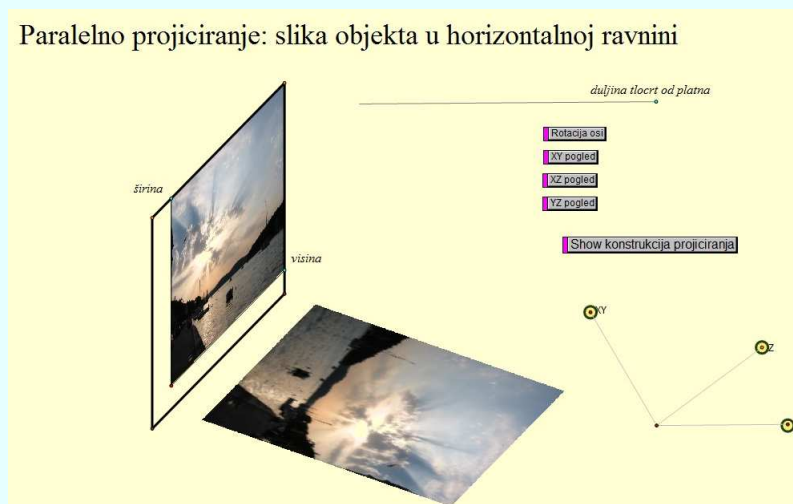 Paralelno projiciranje: slika objekta u horizontalnoj ravnini
duljina tlocrt od platna
Rotacija osi
XY pogled
XZ pogled
YZ pogled
širina
Show konstrukcija projiciranja
visina
XY
Z